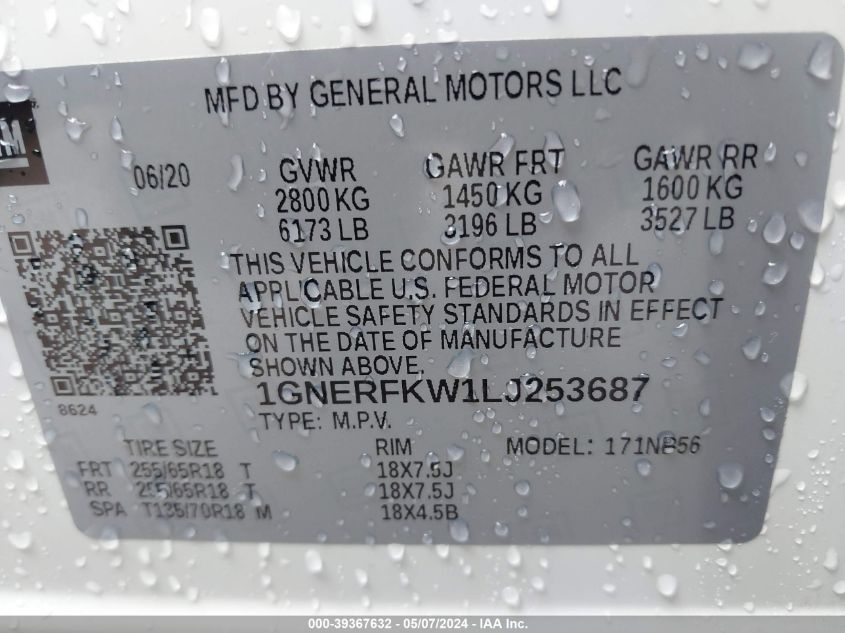 MFD BY GENERAL MOTORS LLC
GM
06/20 GVWR GAWR FRT GAWR RR
2800 KG 1450 KG 1600 KG
6173 LB 3196 LB 3527 LB
THIS VEHICLE CONFORMS TO ALL
APPLICABLE U.S. FEDERAL MOTOR
VEHICLE SAFETY STANDARDS IN EFFECT
ON THE DATE OF MANUFACTURE
SHOWN ABOVE.
1GNERFKW1LJ253687
8624
TYPE: M.P.V.
TIRE SIZE RIM MODEL: 171NB56
FRT 255/65R18 T 18X7.5J
RR 255/65R18 T 18X7.5J
SPA T135/70R18 M 18X4.5B
000-39367632 - 05/07/2024 - IAA Inc.